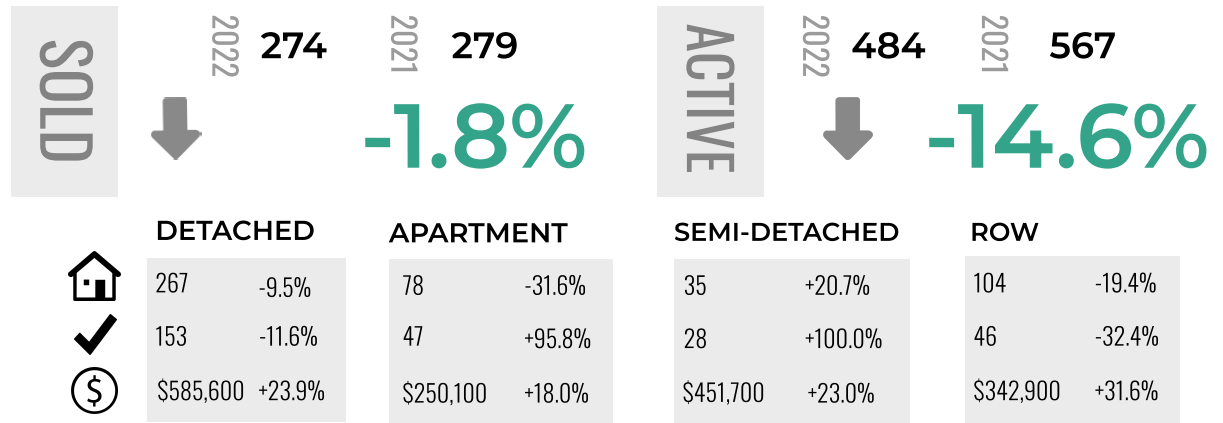 SOLD
2022 274 2021 279
-1.8%
ACTIVE
2022 484 2021 567
-14.6%
DETACHED
267 -9.5%
153 -11.6%
$585,600 +23.9%
APARTMENT
78 -31.6%
47 +95.8%
$250,100 +18.0%
SEMI-DETACHED
35 +20.7%
28 +100.0%
$451,700 +23.0%
ROW
104 -19.4%
46 -32.4%
$342,900 +31.6%